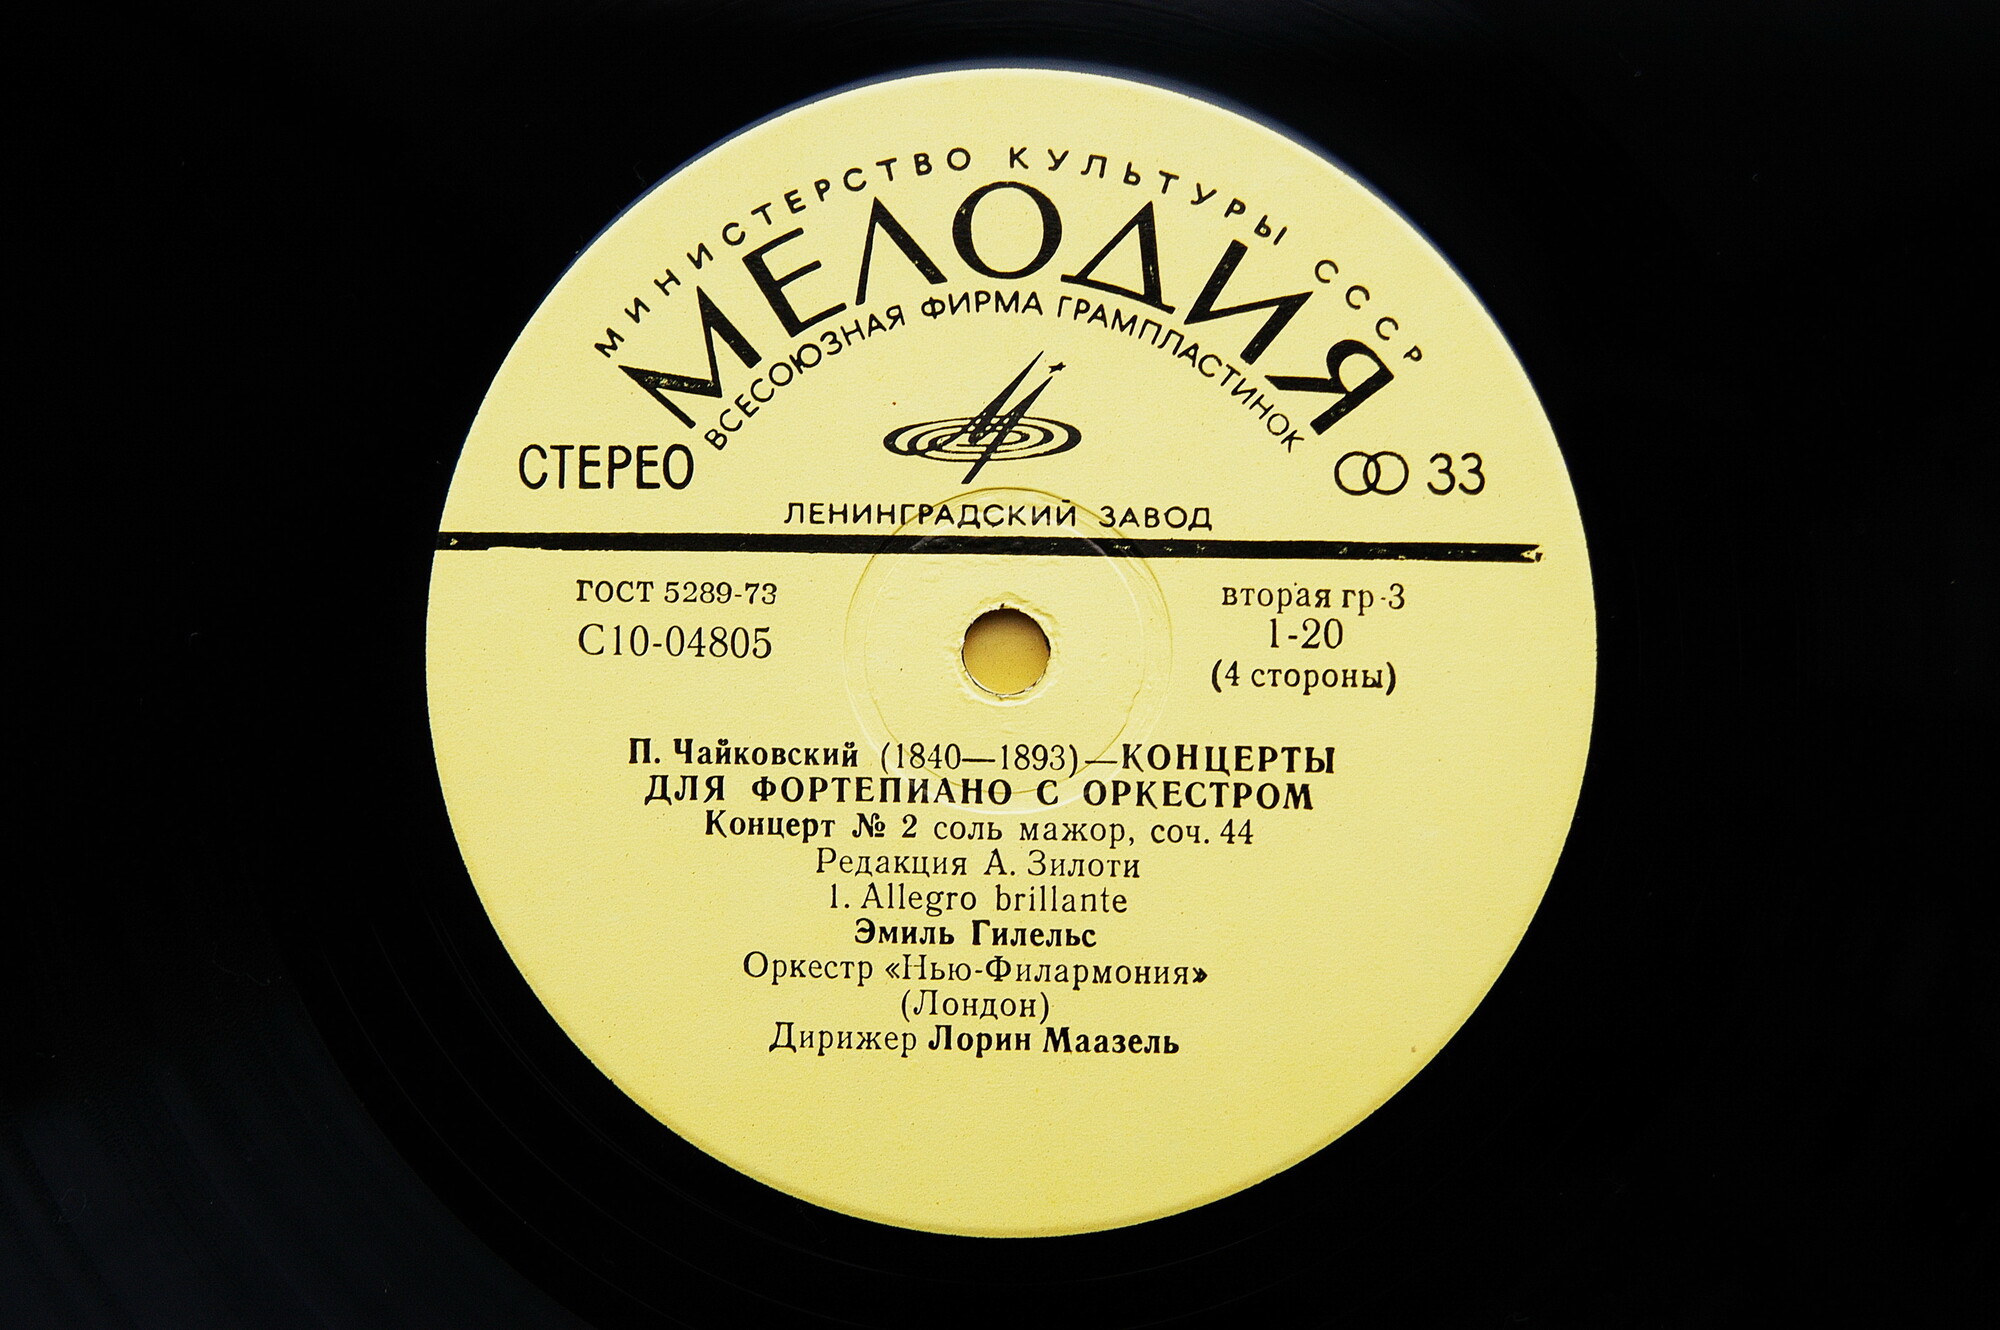 МИНИСТЕРСТВО КУЛЬТУРЫ СССР
МЕЛОДИЯ
ВСЕСОЮЗНАЯ ФИРМА ГРАМПЛАСТИНОК
СТЕРЕО
33
ЛЕНИНГРАДСКИЙ ЗАВОД
ГОСТ 5289-73
С10-04805
вторая гр-3
1-20
(4 стороны)
П. Чайковский (1840—1893)—КОНЦЕРТЫ
ДЛЯ ФОРТЕПИАНО С ОРКЕСТРОМ
Концерт № 2 соль мажор, соч. 44
Редакция А. Зилоти
1. Allegro brillante
Эмиль Гилельс
Оркестр «Нью-Филармония»
(Лондон)
Дирижер Лорин Маазель